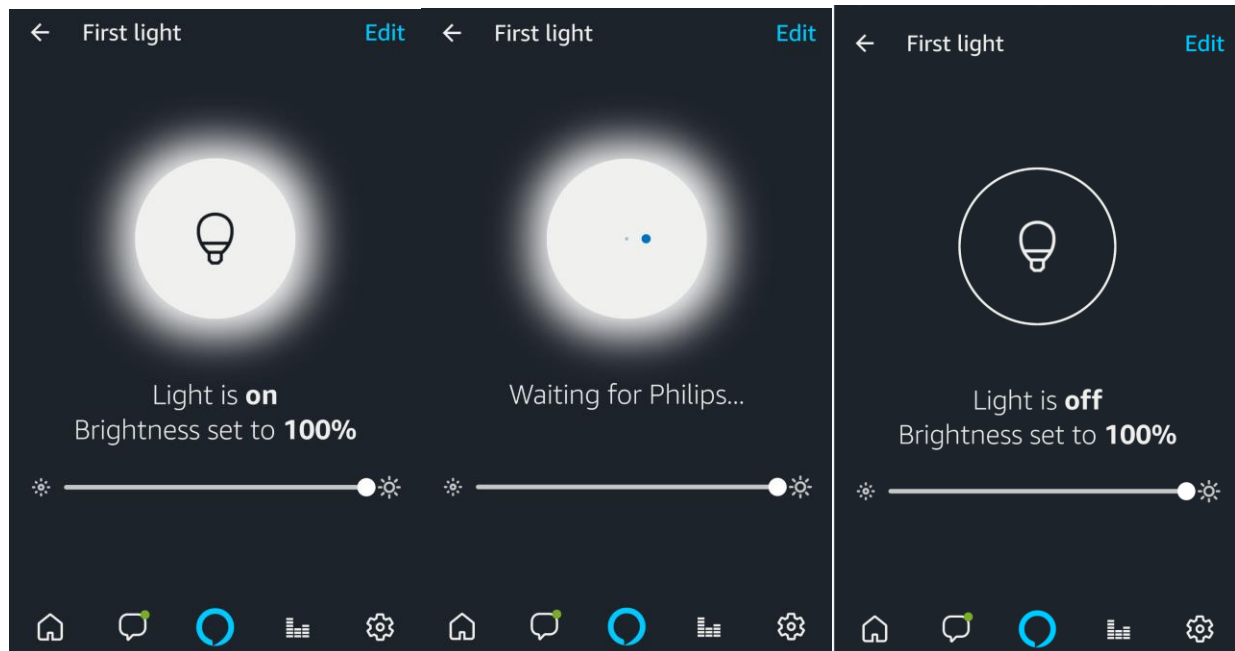 First light Edit
Light is on
Brightness set to 100%
First light Edit
Waiting for Philips...
First light Edit
Light is off
Brightness set to 100%